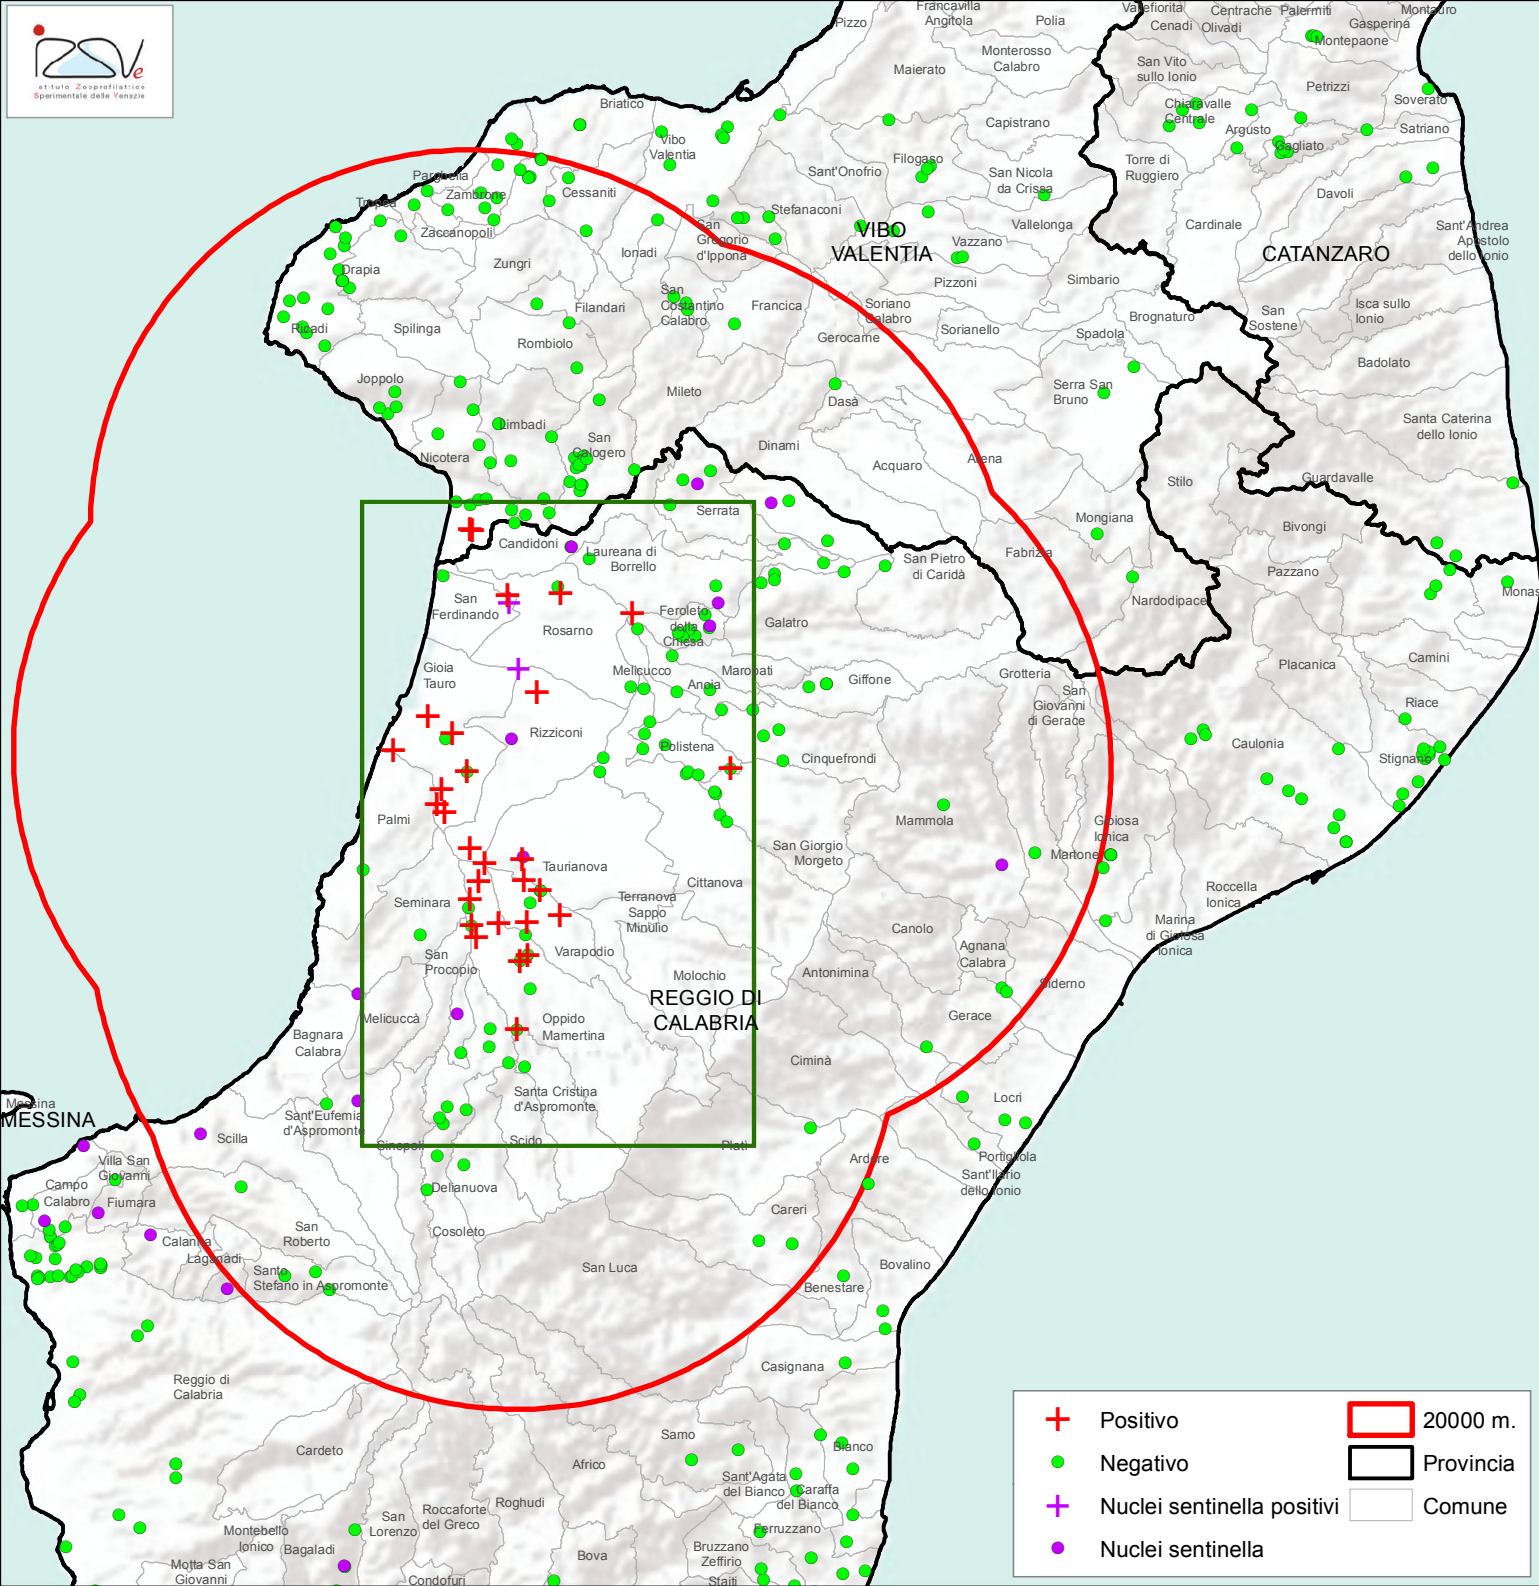 IZSVe
Istituto Zooprofilattico
Sperimentale delle Venezie
Francavilla
Angitola
Pizzo
Polia
Vallefiorita
Cenadi
Olivadi
Centrache
Palermiti
Gasperina
Montauro
Montepaone
Monterosso
Calabro
Maierato
San Vito
sullo Ionio
Petrizzi
Soverato
Briatico
Vibo
Valentia
Capistrano
Chiaravalle
Centrale
Argusto
Gagliato
Satriano
Sant'Onofrio
Filogaso
San Nicola
da Crissa
Torre di
Ruggiero
Davoli
Parghelia
Tropea
Zambrone
Cessaniti
Zaccanopoli
Stefanaconi
San
Gregorio
d'Ippona
VIBO
VALENTIA
Vallelonga
Vazzano
Cardinale
CATANZARO
Sant'Andrea
Apostolo
dello Ionio
Drapia
Zungri
Ionadi
Pizzoni
Simbario
San
Costantino
Calabro
Filandari
Francica
Soriano
Calabro
Gerocarne
Sorianello
Brognaturo
Spadola
San
Sostene
Isca sullo
Ionio
Ricadi
Spilinga
Rombiolo
Badolato
Joppolo
Mileto
Dasà
Serra San
Bruno
Santa Caterina
dello Ionio
Limbadi
San
Calogero
Dinami
Nicotera
Acquaro
Arena
Stilo
Guardavalle
Serrata
Mongiana
Bivongi
Candidoni
Laureana di
Borrello
San Pietro
di Caridà
Fabrizia
Pazzano
Nardodipace
Monas
San
Ferdinando
Rosarno
Feroleto
della
Chiesa
Galatro
Gioia
Tauro
Melicucco
Maropati
Anoia
Giffone
Grotteria
San
Giovanni
di Gerace
Placanica
Camini
Riace
Rizziconi
Polistena
Cinquefrondi
Caulonia
Stignano
Palmi
Mammola
Gioiosa
Ionica
San Giorgio
Morgeto
Martone
Taurianova
Cittanova
Seminara
Terranova
Sappo
Minulio
Roccella
Ionica
Canolo
Marina
di Gioiosa
Ionica
Agnana
Calabra
San
Procopio
Varapodio
Molochio
Antonimina
Siderno
REGGIO DI
CALABRIA
Melicuccà
Oppido
Mamertina
Gerace
Bagnara
Calabra
Ciminà
Messina
MESSINA
Santa Cristina
d'Aspromonte
Locri
Sant'Eufemia
d'Aspromonte
Scilla
Sinopoli
Scido
Platì
Ardore
Portigliola
Sant'Ilario
dello Ionio
Villa San
Giovanni
Campo
Calabro
Fiumara
Delianuova
Careri
San
Roberto
Cosoleto
Calanna
Laganadi
Santo
Stefano in Aspromonte
San Luca
Bovalino
Benestare
Casignana
Reggio di
Calabria
Samo
Bianco
Cardeto
Africo
Sant'Agata
del Bianco
Caraffa
del Bianco
Roghudi
Roccaforte
del Greco
San
Lorenzo
Ferruzzano
Montebello
Ionico
Bagaladi
Bova
Bruzzano
Zeffirio
Motta San
Giovanni
Condofuri
Staiti
Positivo
Negativo
Nuclei sentinella positivi
Nuclei sentinella
20000 m.
Provincia
Comune